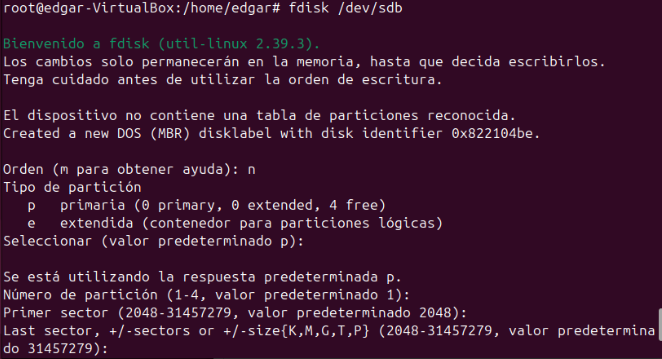 root@edgar-VirtualBox:/home/edgar# fdisk /dev/sdb
Bienvenido a fdisk (util-linux 2.39.3).
Los cambios solo permanecerán en la memoria, hasta que decida escribirlos.
Tenga cuidado antes de utilizar la orden de escritura.
El dispositivo no contiene una tabla de particiones reconocida.
Created a new DOS (MBR) disklabel with disk identifier 0x822104be.
Orden (m para obtener ayuda): n
Tipo de partición
p primaria (0 primary, 0 extended, 4 free)
e extendida (contenedor para particiones lógicas)
Seleccionar (valor predeterminado p):
Se está utilizando la respuesta predeterminada p.
Número de partición (1-4, valor predeterminado 1):
Primer sector (2048-31457279, valor predeterminado 2048):
Last sector, +/-sectors or +/-size{K,M,G,T,P} (2048-31457279, valor predetermina
do 31457279):